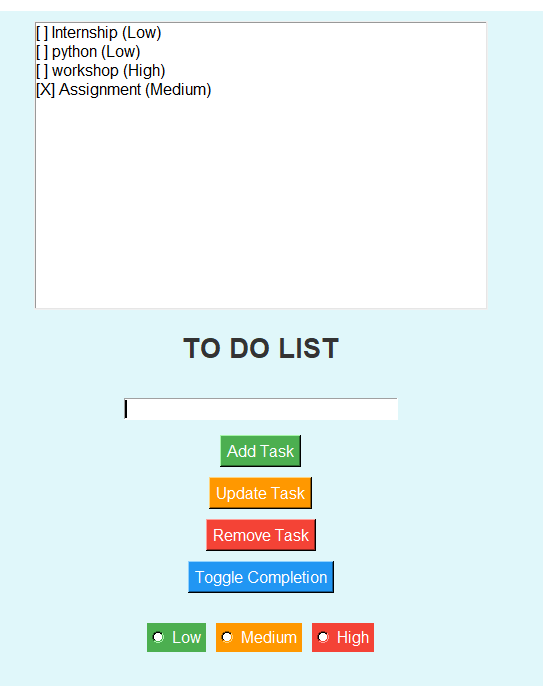 [ ] Internship (Low)
[ ] python (Low)
[ ] workshop (High)
[X] Assignment (Medium)
TO DO LIST
Add Task
Update Task
Remove Task
Toggle Completion
Low Medium High